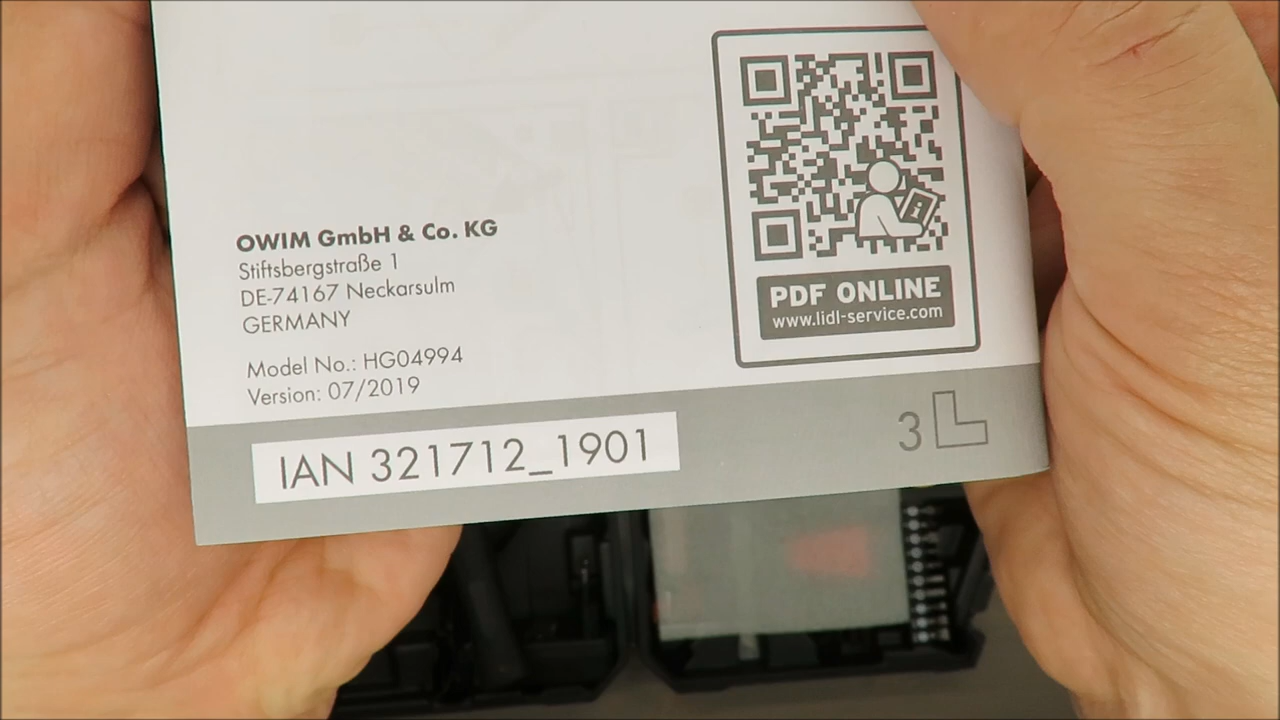 OWIM GmbH & Co. KG
Stiftsbergstraße 1
DE-74167 Neckarsulm
GERMANY
Model No.: HG04994
Version: 07/2019
IAN 321712_1901
PDF ONLINE
www.lidl-service.com
3